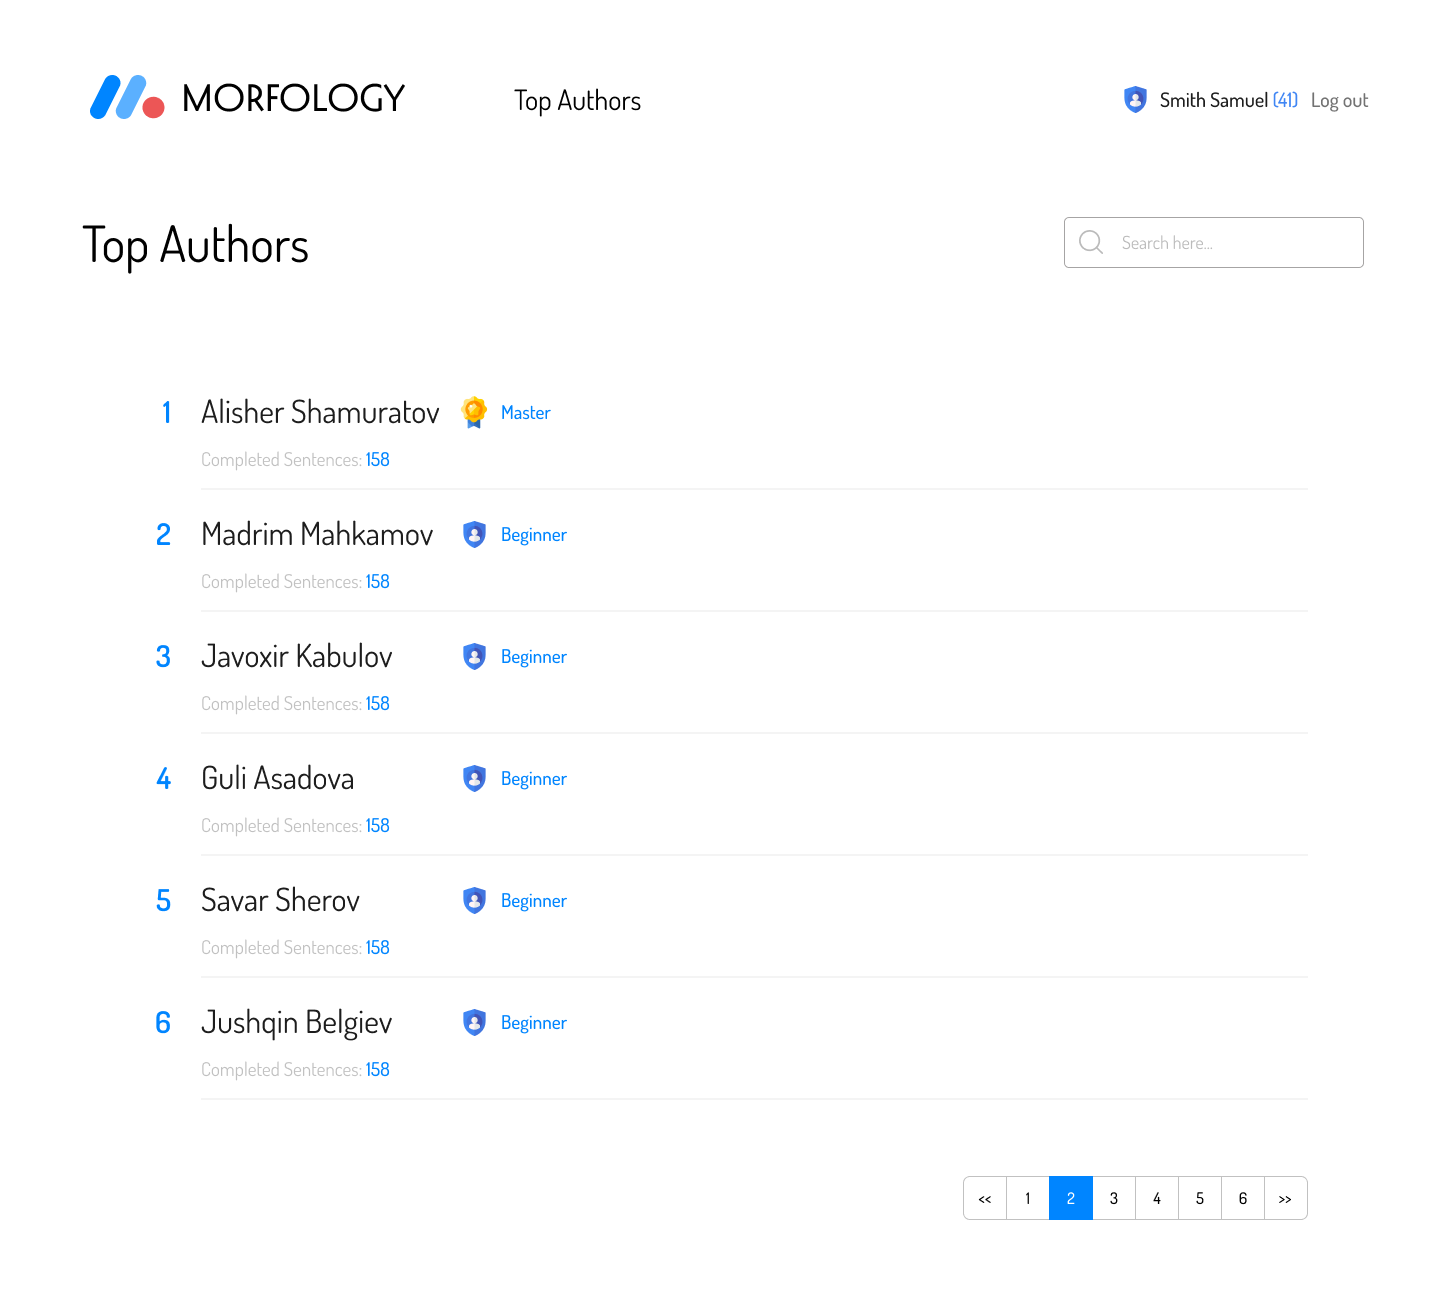 MORFOLOGY
Top Authors
Smith Samuel (41) Log out
Top Authors
Search here...
1 Alisher Shamuratov Master
Completed Sentences: 158
2 Madrim Mahkamov Beginner
Completed Sentences: 158
3 Javoxir Kabulov Beginner
Completed Sentences: 158
4 Guli Asadova Beginner
Completed Sentences: 158
5 Savar Sherov Beginner
Completed Sentences: 158
6 Jushqin Belgiev Beginner
Completed Sentences: 158
<< 1 2 3 4 5 6 >>